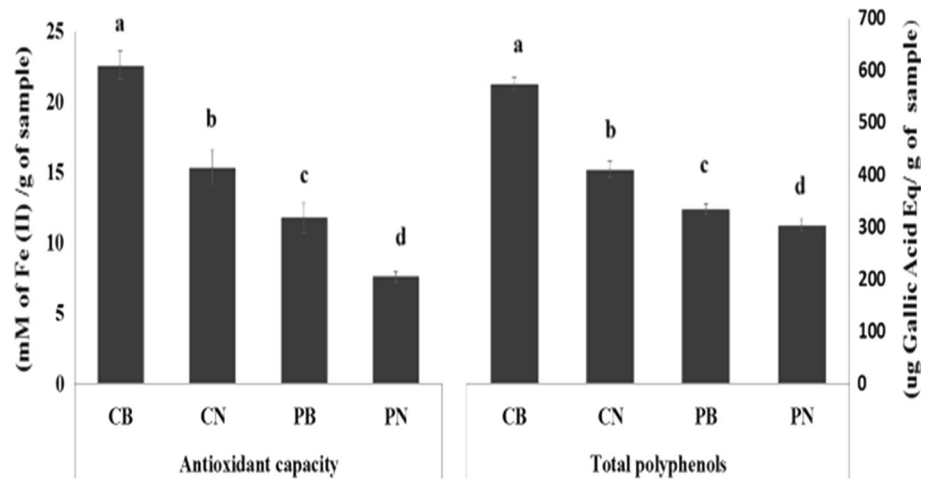 (mM of Fe (II) /g of sample)
25
20
15
10
5
0
a
b
c
d
CB CN PB PN
Antioxidant capacity
a
b
c
d
CB CN PB PN
Total polyphenols
700
600
500
400
300
200
100
0
(ug Gallic Acid Eq/ g of sample)